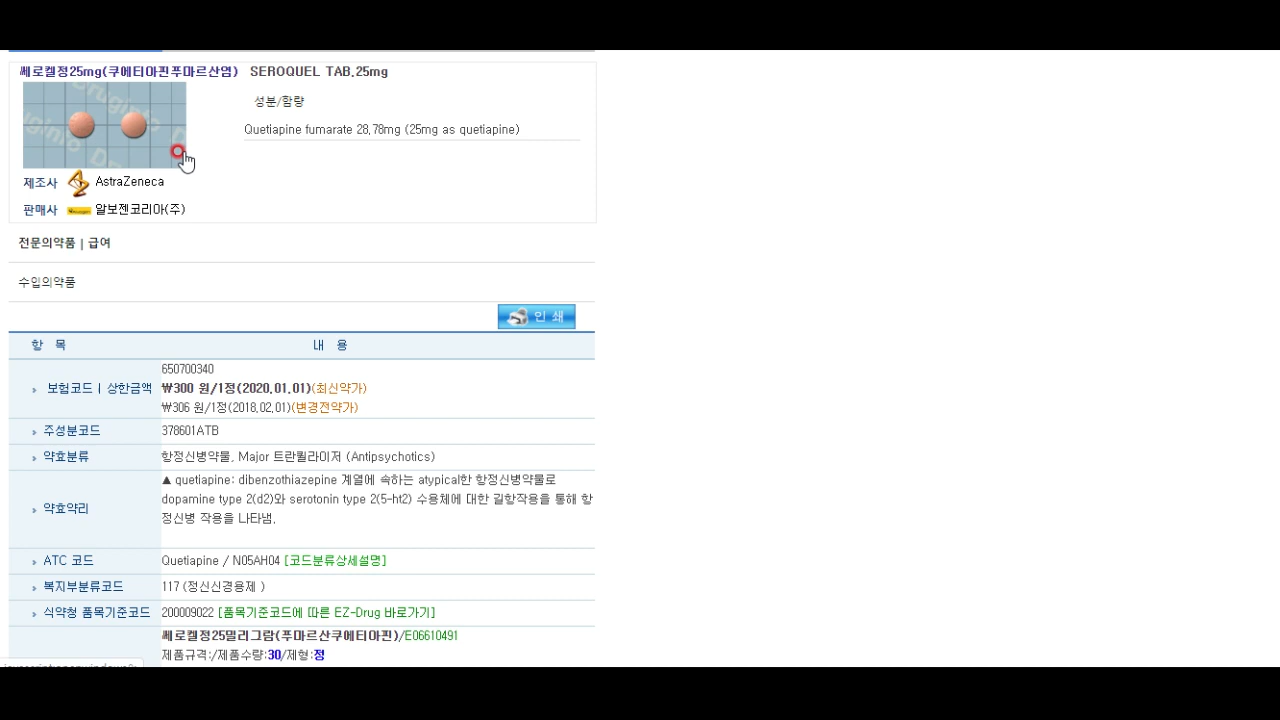 쎄로켈정25mg(쿠에티아핀푸마르산염) SEROQUEL TAB.25mg
성분/함량
Quetiapine fumarate 28.78mg (25mg as quetiapine)
제조사 AstraZeneca
판매사 알보젠코리아(주)
전문의약품 | 급여
수입의약품
인 쇄
항 목 내 용
650700340
보험코드 | 상한금액 ₩300 원/1정(2020.01.01)(최신약가)
₩306 원/1정(2018.02.01)(변경전약가)
주성분코드 378601ATB
약효분류 항정신병약물, Major 트란퀼라이저 (Antipsychotics)
▲ quetiapine: dibenzothiazepine 계열에 속하는 atypical한 항정신병약물로
dopamine type 2(d2)와 serotonin type 2(5-ht2) 수용체에 대한 길항작용을 통해 항
약효약리
정신병 작용을 나타냄.
ATC 코드 Quetiapine / N05AH04 [코드분류상세설명]
복지부분류코드 117 (정신신경용제 )
식약청 품목기준코드 200009022 [품목기준코드에 따른 EZ-Drug 바로가기]
쎄로켈정25밀리그람(푸마르산쿠에티아핀)/E06610491
제품규격:/제품수량:30/제형:정